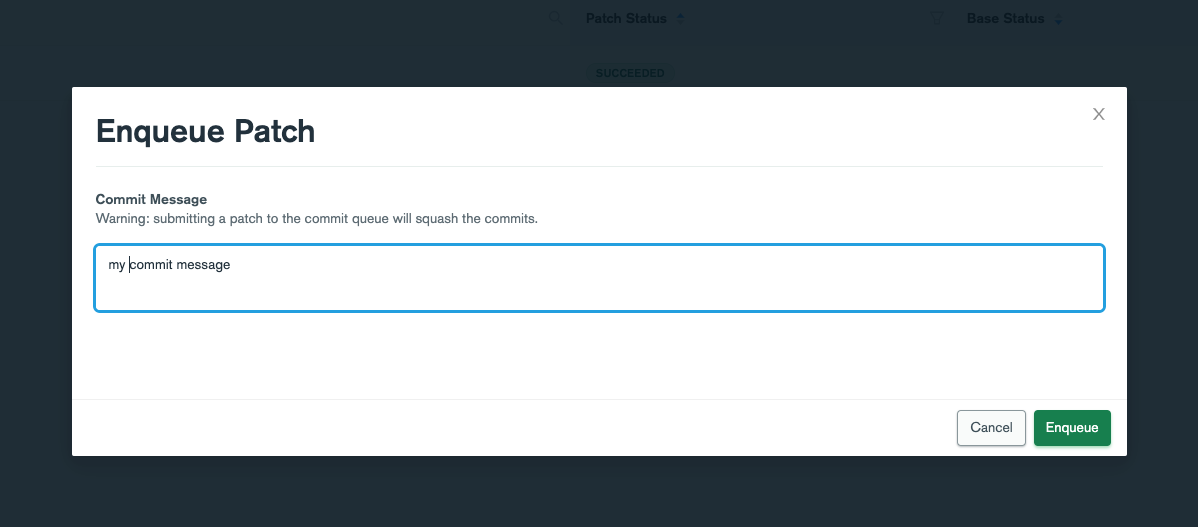 Patch Status
Base Status
SUCCEEDED
Enqueue Patch
Commit Message
Warning: submitting a patch to the commit queue will squash the commits.
my commit message
Cancel
Enqueue